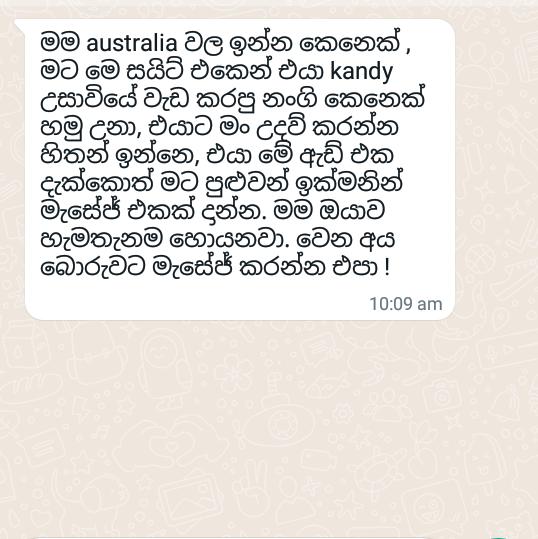 මම australia වල ඉන්න කෙනෙක් ,
මට මෙ සයිට් එකෙන් එයා kandy
උසාවියේ වැඩ කරපු නංගි කෙනෙක්
හමු උනා, එයාට මං උදව් කරන්න
හිතන් ඉන්නෙ, එයා මේ ඇඩ් එක
දැක්කොත් මට පුළුවන් ඉක්මනින්
මැසේජ් එකක් දාන්න. මම ඔයාව
හැමතැනම හොයනවා. වෙන අය
බොරුවට මැසේජ් කරන්න එපා !
10:09 am